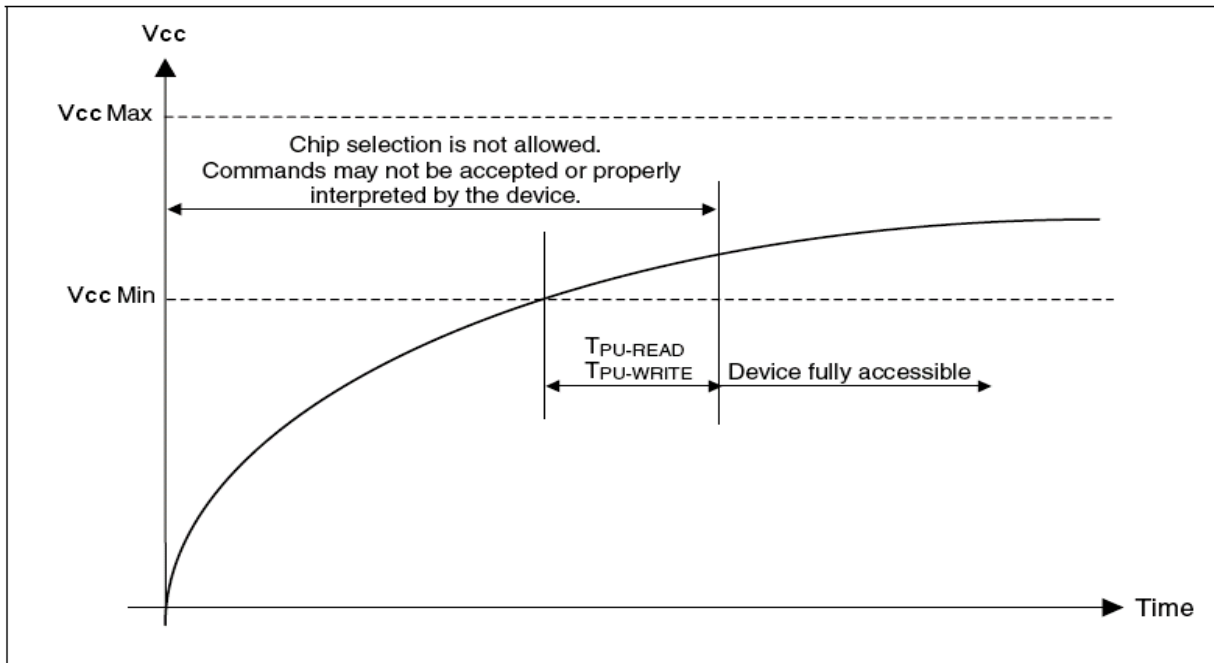 Vcc
Vcc Max
Chip selection is not allowed.
Commands may not be accepted or properly
interpreted by the device.
Vcc Min
TPU-READ
TPU-WRITE
Device fully accessible
Time